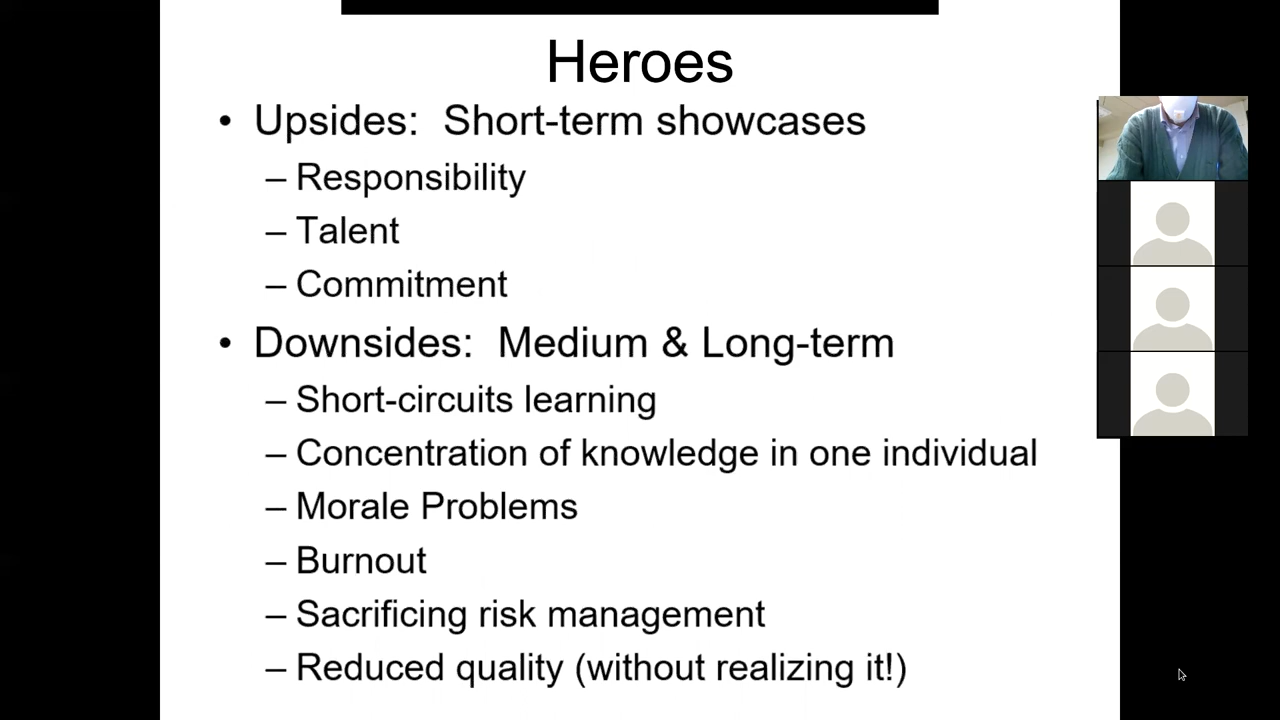 Heroes
• Upsides:  Short-term showcases
– Responsibility
– Talent
– Commitment
• Downsides:  Medium & Long-term
– Short-circuits learning
– Concentration of knowledge in one individual
– Morale Problems
– Burnout
– Sacrificing risk management
– Reduced quality (without realizing it!)